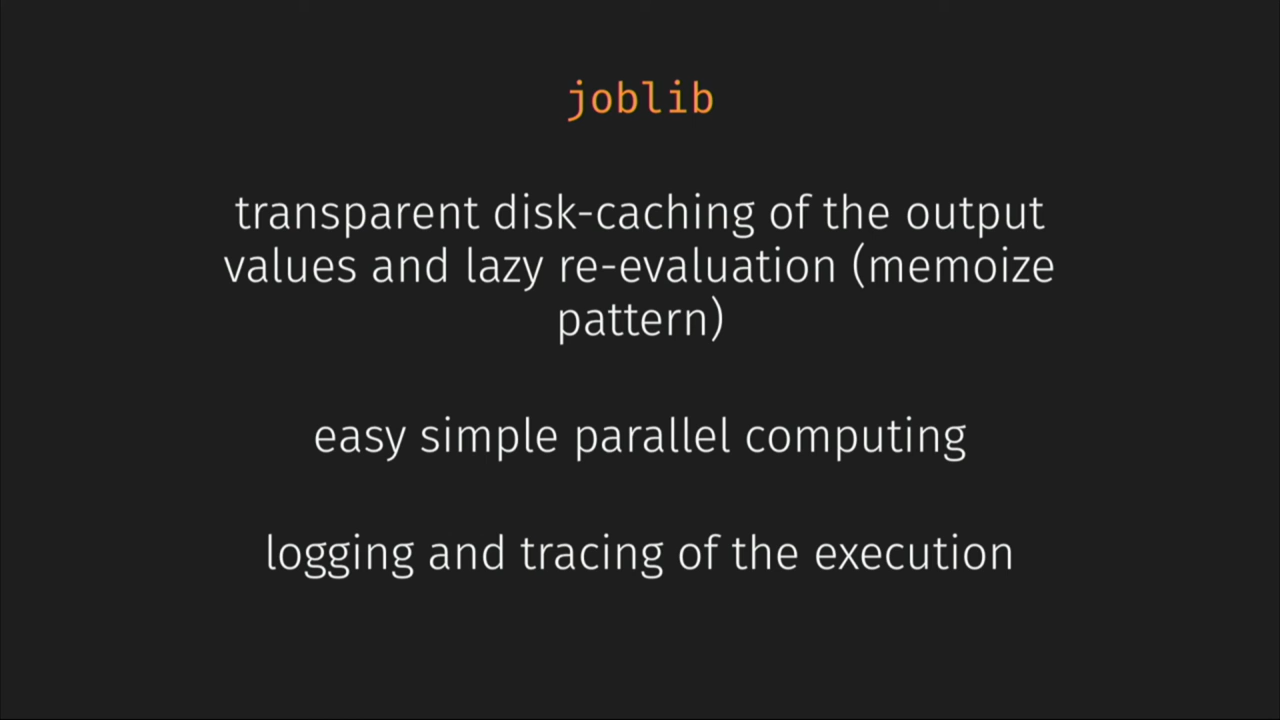 joblib
transparent disk-caching of the output
values and lazy re-evaluation (memoize
pattern)
easy simple parallel computing
logging and tracing of the execution